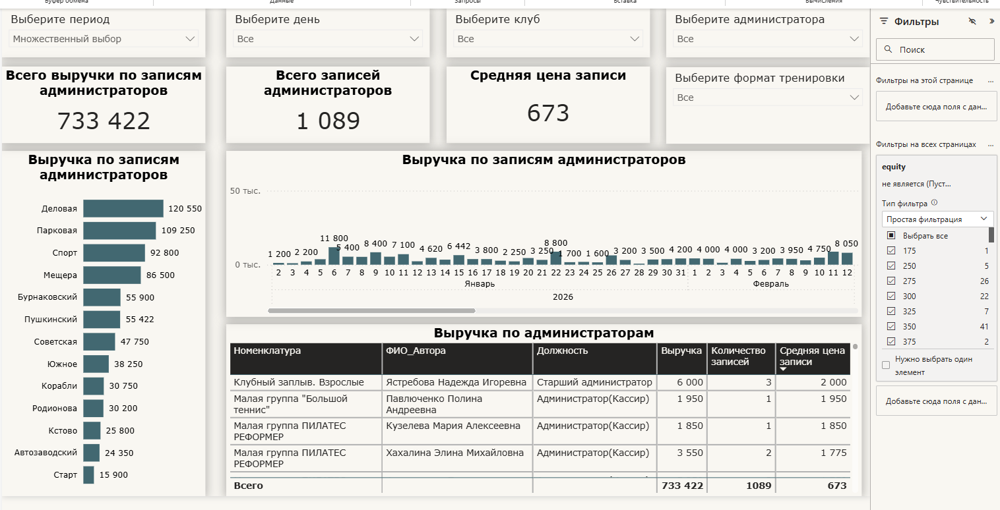 Буфер обмена
Данные
Запросы
Вставка
Вычисления
Чувствительность
Выберите период
Множественный выбор
Выберите день
Все
Выберите клуб
Все
Выберите администратора
Все
Всего выручки по записям
администраторов
733 422
Всего записей
администраторов
1 089
Средняя цена записи
673
Выберите формат тренировки
Все
Выручка по записям
администраторов
Деловая 120 550
Парковая 109 250
Спорт 92 800
Мещера 86 500
Бурнаковский 55 900
Пушкинский 55 422
Советская 47 750
Южное 38 250
Корабли 30 750
Родионова 30 200
Кстово 25 800
Автозаводский 24 350
Старт 15 900
Выручка по записям администраторов
50 тыс.
0 тыс.
1 200 2 200 11 800 5 400 8 400 7 100 4 620 6 442 3 800 2 250 3 250 8 800 1 700 1 600 3 200 3 500 4 200 4 000 4 000 3 200 3 950 4 750 8 050
2 3 4 5 6 7 8 9 10 11 12 13 14 15 16 17 18 19 20 21 22 23 24 25 26 27 28 29 30 31 1 2 3 4 5 6 7 8 9 10 11 12
Январь Февраль
2026
Выручка по администраторам
Номенклатура ФИО_Автора Должность Выручка Количество записей Средняя цена записи
Клубный заплыв. Взрослые Ястребова Надежда Игоревна Старший администратор 6 000 3 2 000
Малая группа "Большой теннис" Павлюченко Полина Андреевна Администратор(Кассир) 1 950 1 1 950
Малая группа ПИЛАТЕС РЕФОРМЕР Кузелева Мария Алексеевна Администратор(Кассир) 1 850 1 1 850
Малая группа ПИЛАТЕС РЕФОРМЕР Хахалина Элина Михайловна Администратор(Кассир) 3 550 2 1 775
Всего 733 422 1089 673
Фильтры
Поиск
Фильтры на этой странице ...
Добавьте сюда поля с дан...
Фильтры на всех страницах ...
equity
не является (Пуст...
Тип фильтра
Простая фильтрация
Выбрать все
175 1
250 5
275 26
300 22
325 7
350 41
375 2
Нужно выбрать один
элемент
Добавьте сюда поля с дан...